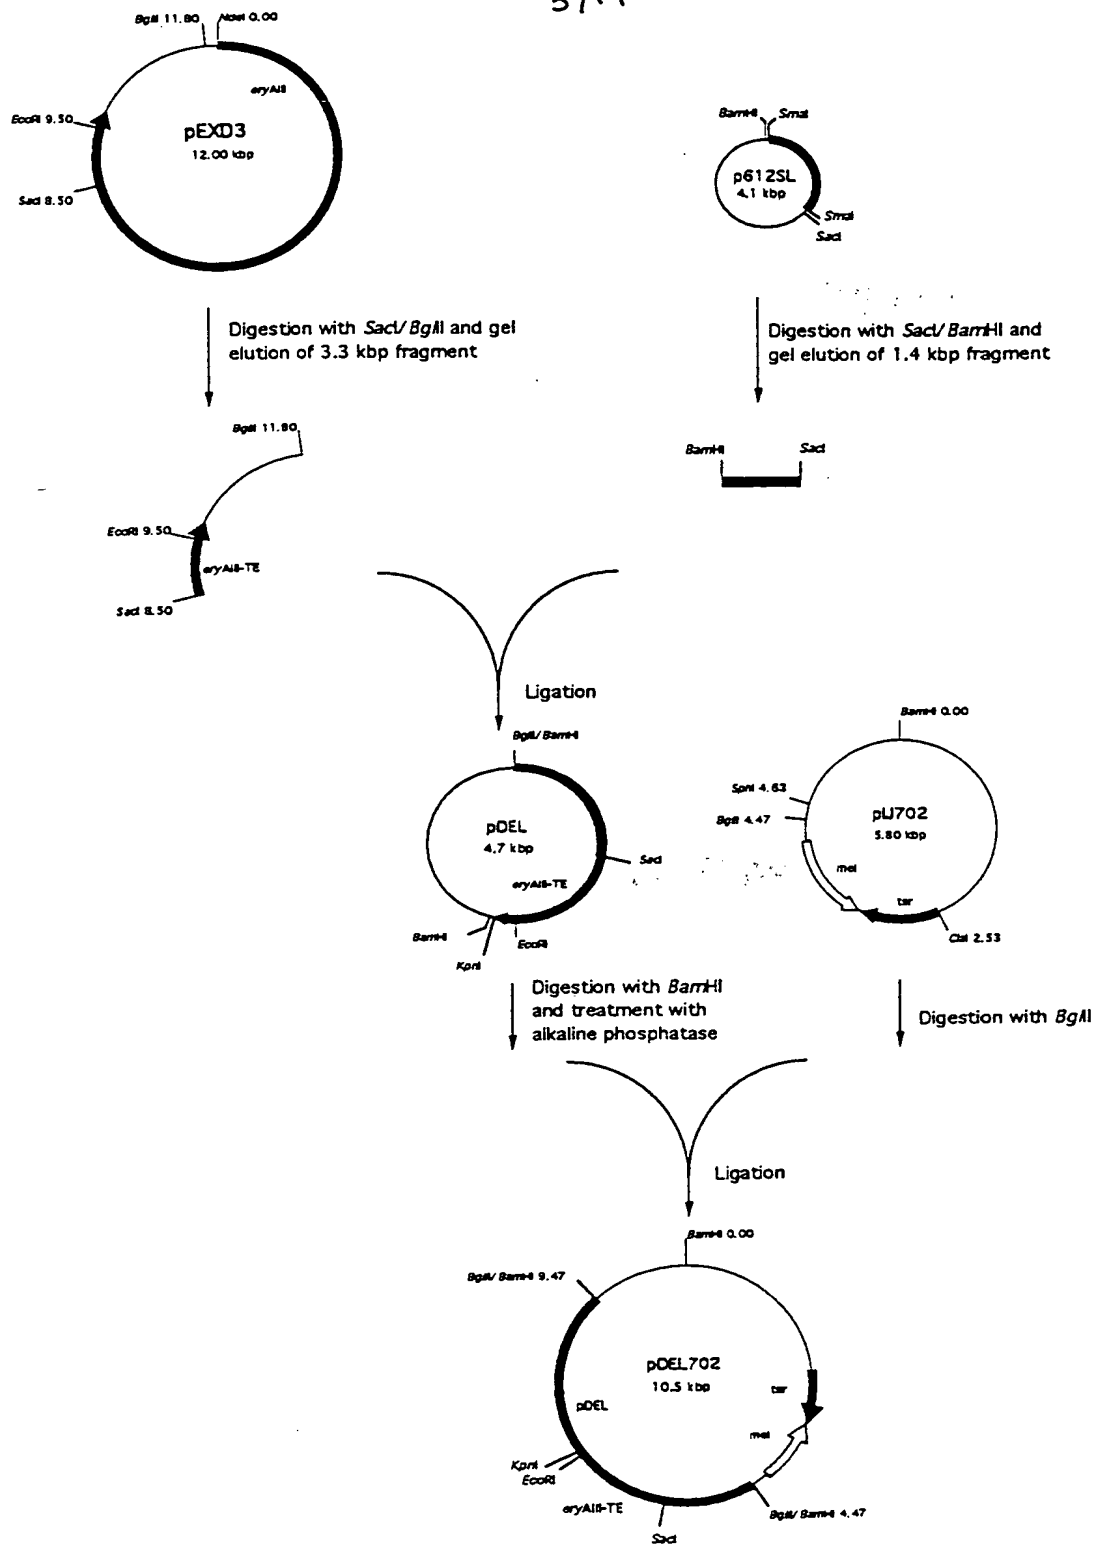 BglII 11.80
NdeI 0.00
eryAIII
EcoRI 9.50
pEXD3
12.00 kbp
SacI 8.50
BamHI
SmaI
p612SL
4.1 kbp
SmaI
SacI
Digestion with SacI/BglII and gel
elution of 3.3 kbp fragment
Digestion with SacI/BamHI and
gel elution of 1.4 kbp fragment
BglII 11.80
BamHI
SacI
EcoRI 9.50
eryAIII-TE
SacI 8.50
Ligation
BglII/BamHI
BamHI 0.00
SphI 4.63
pDEL
4.7 kbp
BglII 4.47
pIJ702
5.80 kbp
SacI
mel
eryAIII-TE
tsr
BamHI
EcoRI
KpnI
ClaI 2.53
Digestion with BamHI
and treatment with
alkaline phosphatase
Digestion with BglII
Ligation
BamHI 0.00
BglII/BamHI 9.47
pDEL702
10.5 kbp
tsr
pDEL
mel
KpnI
EcoRI
eryAIII-TE
BglII/BamHI 4.47
SacI